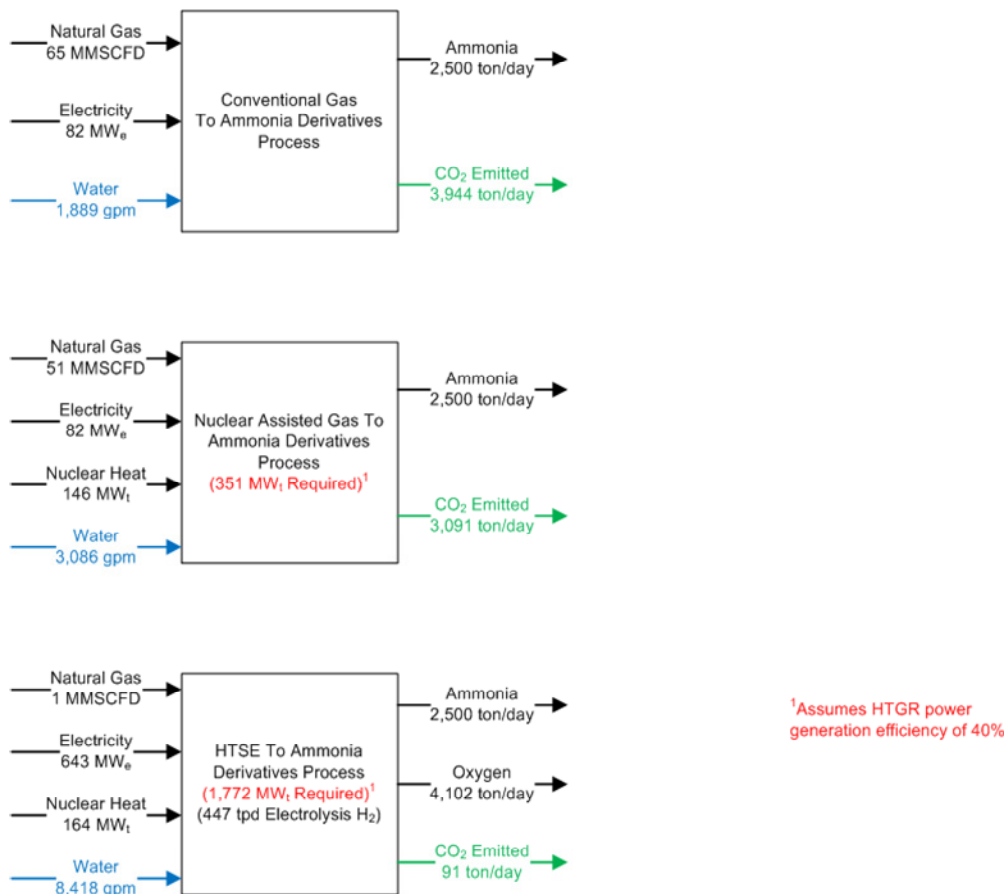 Natural Gas
65 MMSCFD
Electricity
82 MWe
Water
1,889 gpm
Conventional Gas
To Ammonia Derivatives
Process
Ammonia
2,500 ton/day
CO2 Emitted
3,944 ton/day
Natural Gas
51 MMSCFD
Electricity
82 MWe
Nuclear Heat
146 MWt
Water
3,086 gpm
Nuclear Assisted Gas To
Ammonia Derivatives
Process
(351 MWt Required)1
Ammonia
2,500 ton/day
CO2 Emitted
3,091 ton/day
Natural Gas
1 MMSCFD
Electricity
643 MWe
Nuclear Heat
164 MWt
Water
8,418 gpm
HTSE To Ammonia
Derivatives Process
(1,772 MWt Required)1
(447 tpd Electrolysis H2)
Ammonia
2,500 ton/day
Oxygen
4,102 ton/day
CO2 Emitted
91 ton/day
1Assumes HTGR power
generation efficiency of 40%